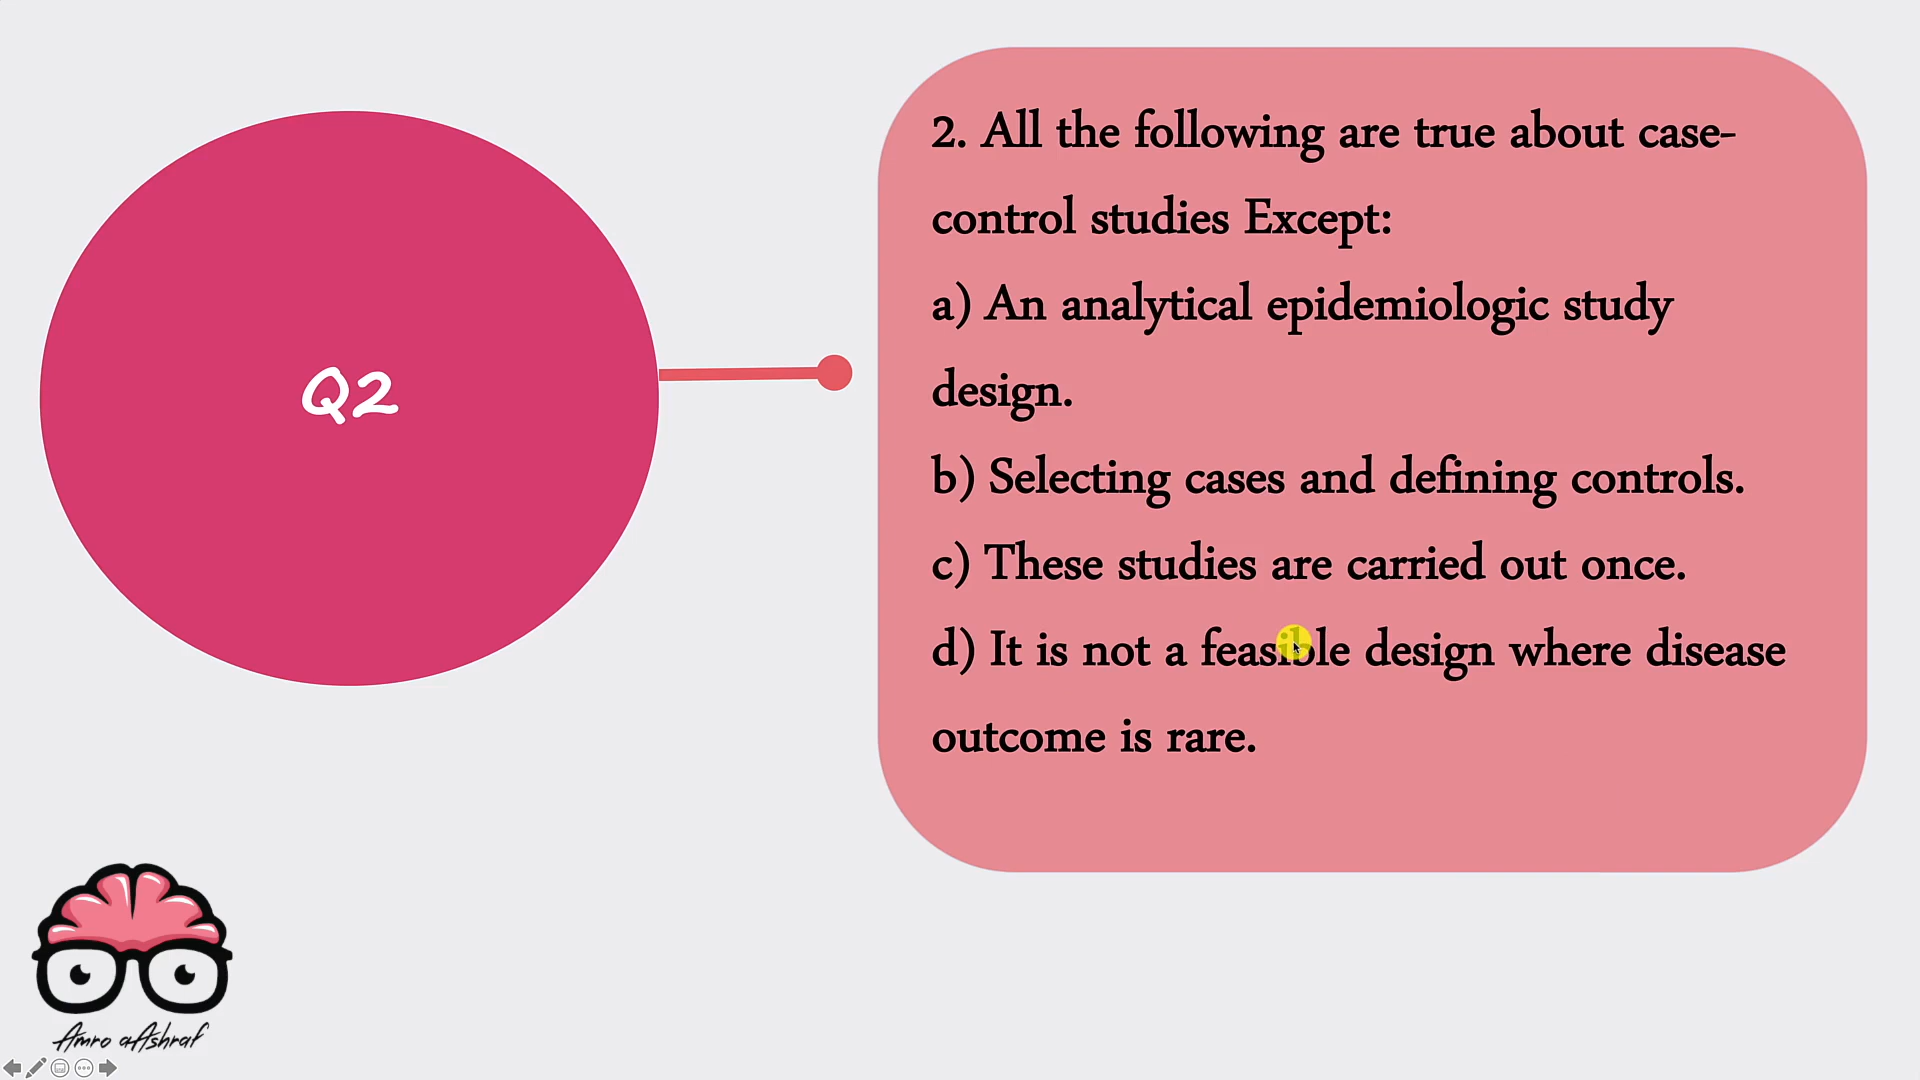 Q2
2. All the following are true about case-
control studies Except:
a) An analytical epidemiologic study
design.
b) Selecting cases and defining controls.
c) These studies are carried out once.
d) It is not a feasible design where disease
outcome is rare.
Amro aAshraf